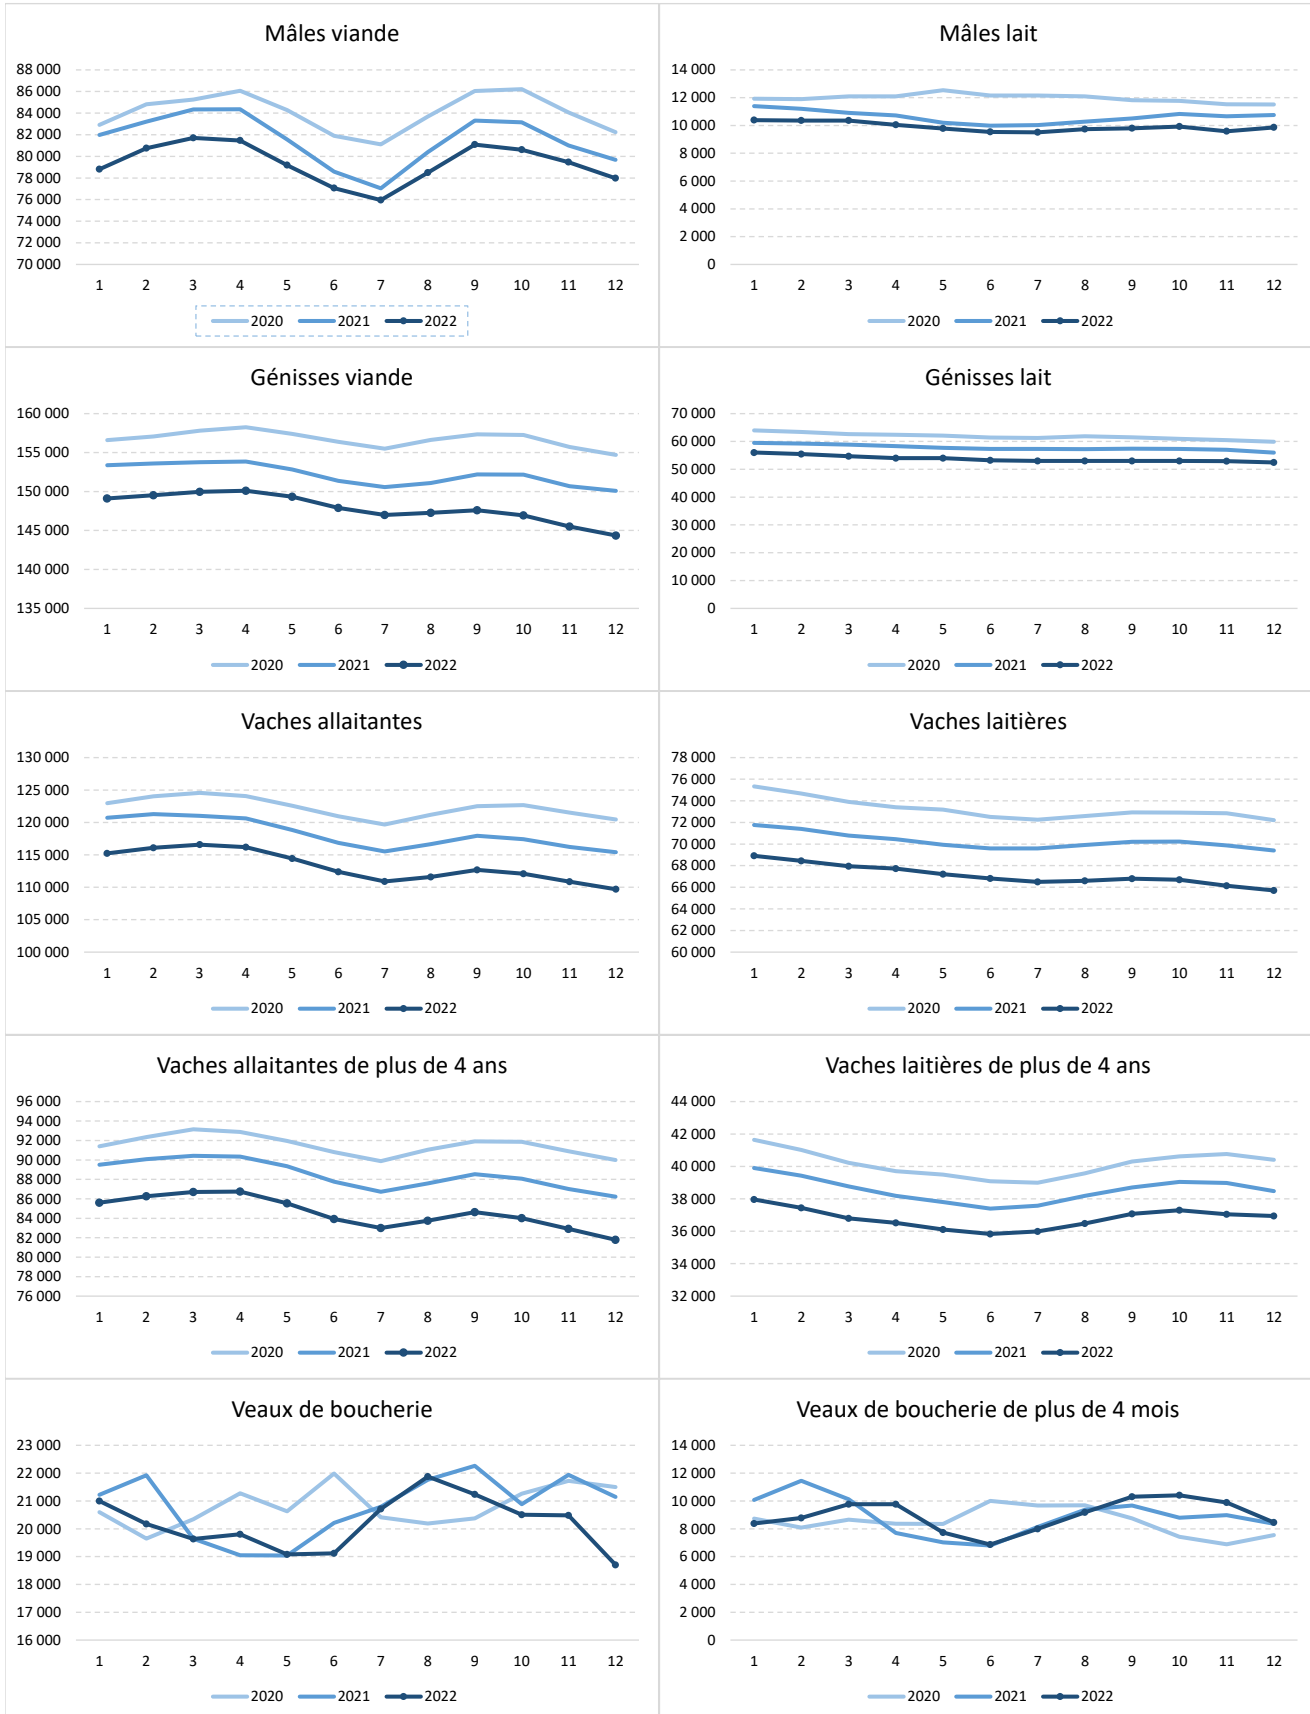 Mâles viande
88 000
86 000
84 000
82 000
80 000
78 000
76 000
74 000
72 000
70 000
1 2 3 4 5 6 7 8 9 10 11 12
2020 2021 2022
Mâles lait
14 000
12 000
10 000
8 000
6 000
4 000
2 000
0
1 2 3 4 5 6 7 8 9 10 11 12
2020 2021 2022
Génisses viande
160 000
155 000
150 000
145 000
140 000
135 000
1 2 3 4 5 6 7 8 9 10 11 12
2020 2021 2022
Génisses lait
70 000
60 000
50 000
40 000
30 000
20 000
10 000
0
1 2 3 4 5 6 7 8 9 10 11 12
2020 2021 2022
Vaches allaitantes
130 000
125 000
120 000
115 000
110 000
105 000
100 000
1 2 3 4 5 6 7 8 9 10 11 12
2020 2021 2022
Vaches laitières
78 000
76 000
74 000
72 000
70 000
68 000
66 000
64 000
62 000
60 000
1 2 3 4 5 6 7 8 9 10 11 12
2020 2021 2022
Vaches allaitantes de plus de 4 ans
96 000
94 000
92 000
90 000
88 000
86 000
84 000
82 000
80 000
78 000
76 000
1 2 3 4 5 6 7 8 9 10 11 12
2020 2021 2022
Vaches laitières de plus de 4 ans
44 000
42 000
40 000
38 000
36 000
34 000
32 000
1 2 3 4 5 6 7 8 9 10 11 12
2020 2021 2022
Veaux de boucherie
23 000
22 000
21 000
20 000
19 000
18 000
17 000
16 000
1 2 3 4 5 6 7 8 9 10 11 12
2020 2021 2022
Veaux de boucherie de plus de 4 mois
14 000
12 000
10 000
8 000
6 000
4 000
2 000
0
1 2 3 4 5 6 7 8 9 10 11 12
2020 2021 2022